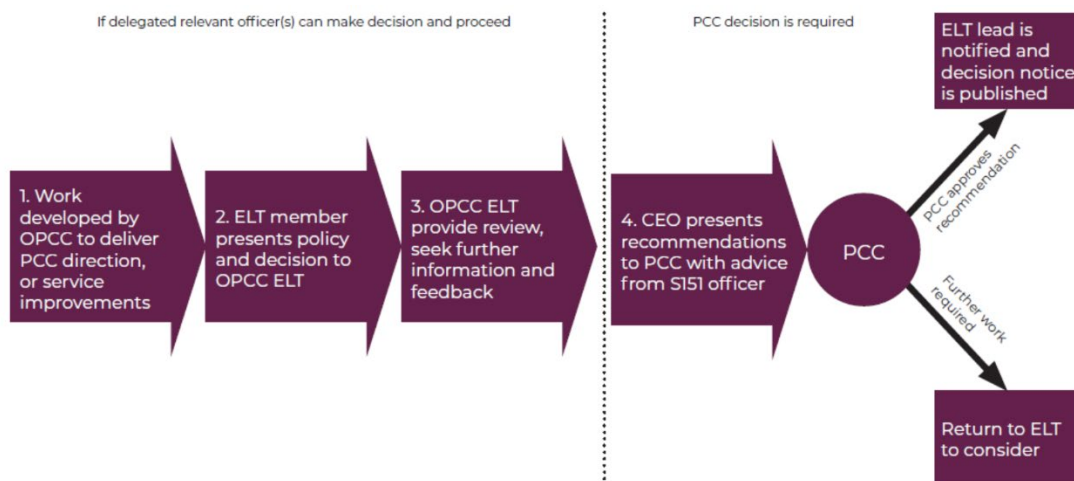 If delegated relevant officer(s) can make decision and proceed
PCC decision is required
1. Work
developed by
OPCC to deliver
PCC direction,
or service
improvements
2. ELT member
presents policy
and decision to
OPCC ELT
3. OPCC ELT
provide review,
seek further
information and
feedback
4. CEO presents
recommendations
to PCC with advice
from S151 officer
PCC
PCC approves
recommendation
ELT lead is
notified and
decision notice
is published
Further work
required
Return to ELT
to consider